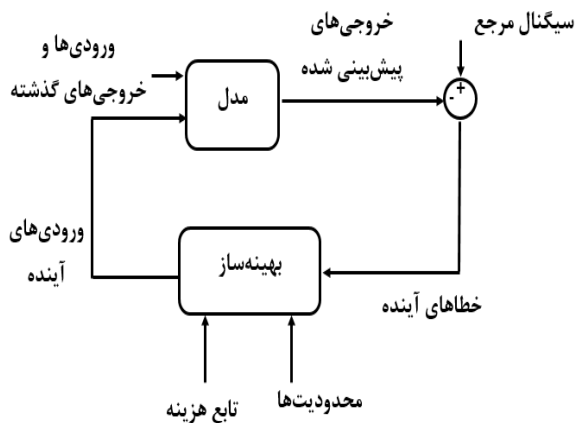 سیگنال مرجع
خروجی‌های
پیش‌بینی شده
ورودی‌ها و
خروجی‌های گذشته
مدل
+
-
ورودی‌های
آینده
بهینه‌ساز
خطاهای آینده
محدودیت‌ها
تابع هزینه